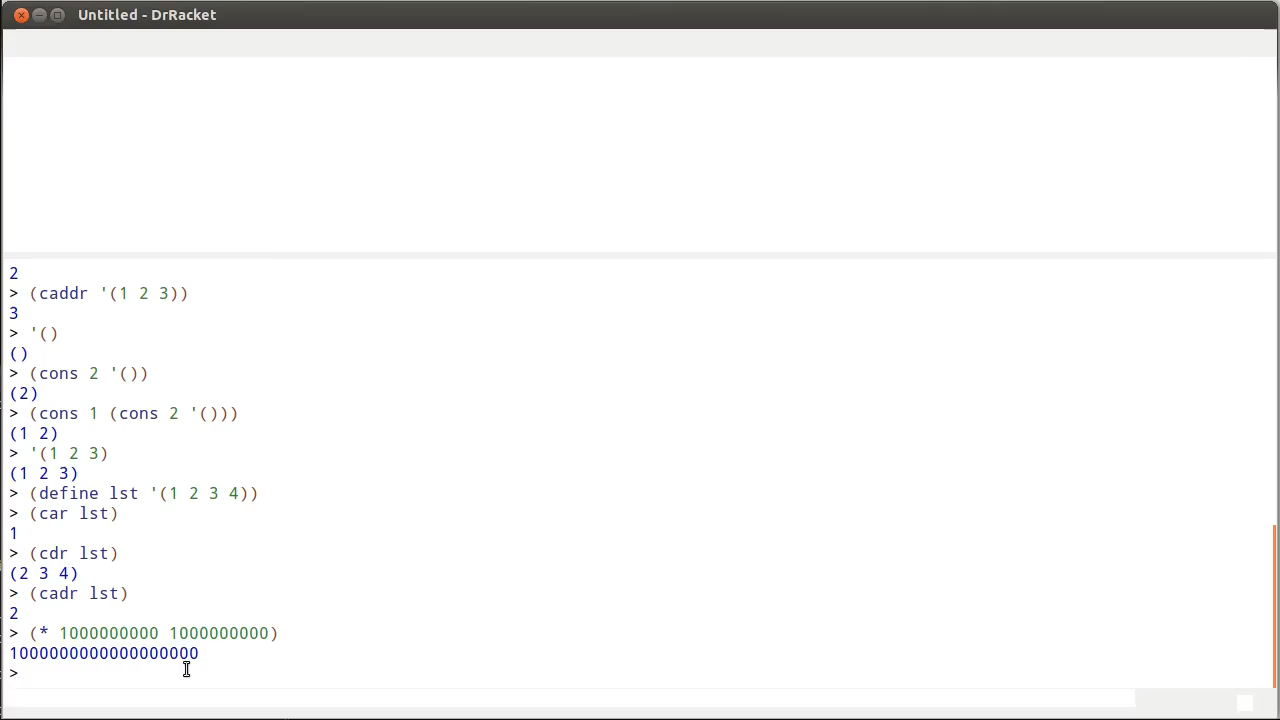 Untitled - DrRacket
2
> (caddr '(1 2 3))
3
> '()
()
> (cons 2 '())
(2)
> (cons 1 (cons 2 '()))
(1 2)
> '(1 2 3)
(1 2 3)
> (define lst '(1 2 3 4))
> (car lst)
1
> (cdr lst)
(2 3 4)
> (cadr lst)
2
> (* 1000000000 1000000000)
1000000000000000000
>